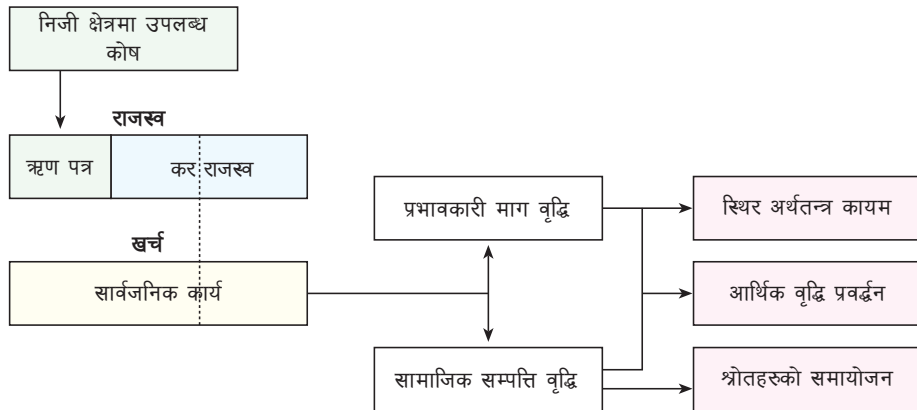 निजी क्षेत्रमा उपलब्ध
कोष
राजस्व
ऋण पत्र
कर राजस्व
खर्च
सार्वजनिक कार्य
प्रभावकारी माग वृद्धि
सामाजिक सम्पत्ति वृद्धि
स्थिर अर्थतन्त्र कायम
आर्थिक वृद्धि प्रवर्द्धन
श्रोतहरुको समायोजन